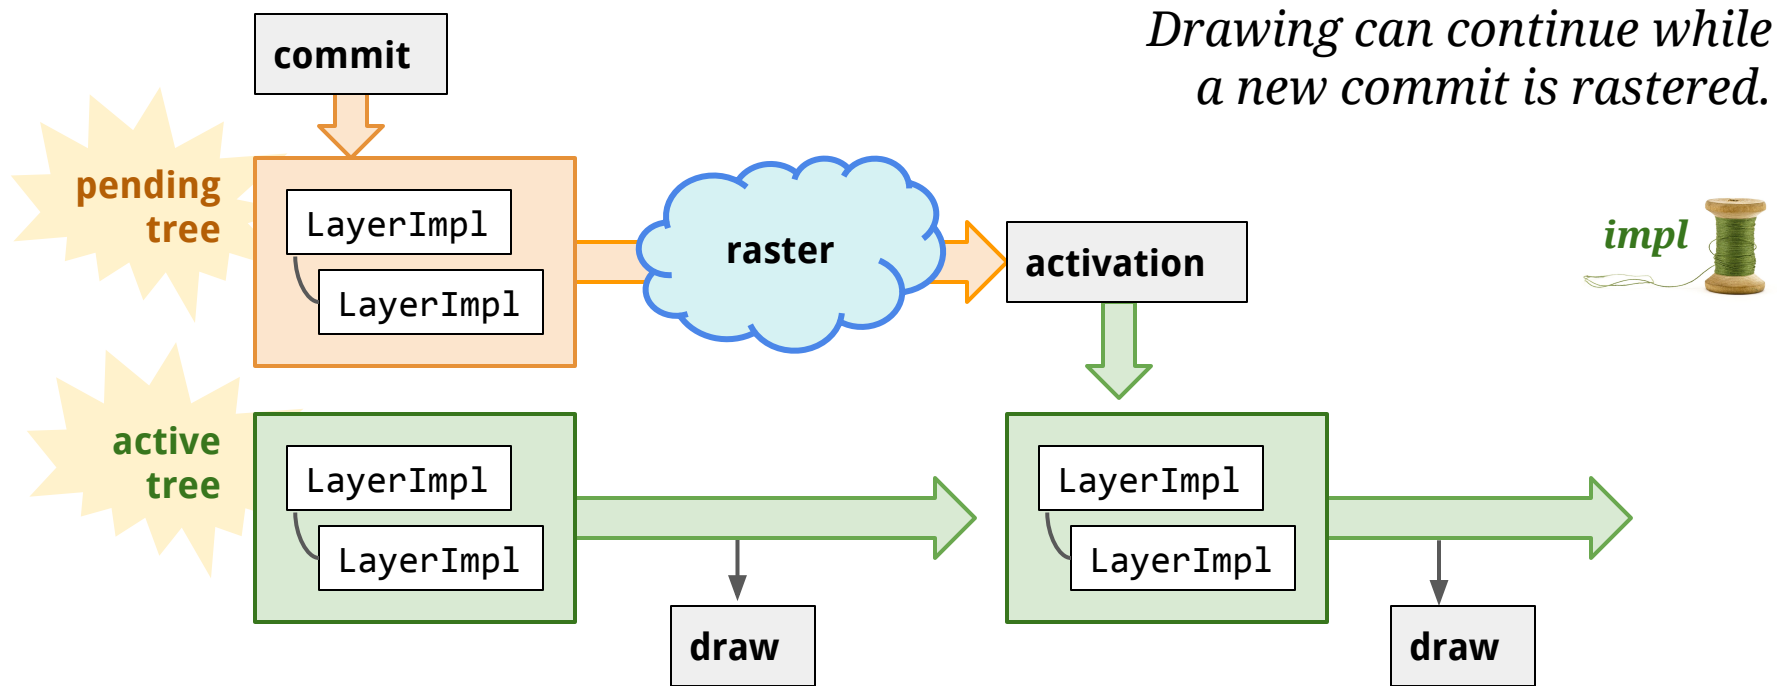 commit
Drawing can continue while
a new commit is rastered.
pending
tree
LayerImpl
LayerImpl
raster
activation
impl
active
tree
LayerImpl
LayerImpl
LayerImpl
LayerImpl
draw
draw